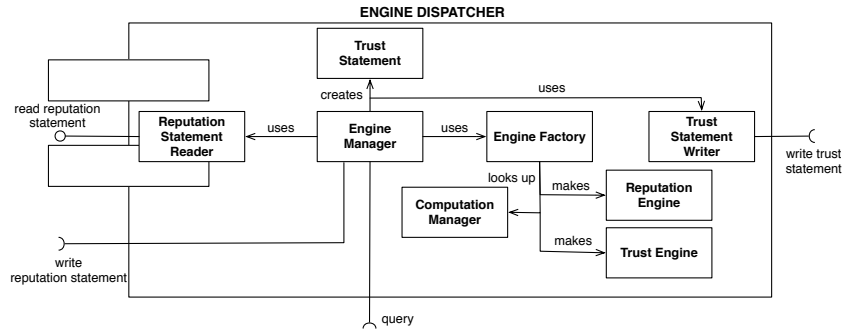 ENGINE DISPATCHER
Trust
Statement
creates
uses
read reputation
statement
Reputation
Statement
Reader
uses
Engine
Manager
uses
Engine Factory
Trust
Statement
Writer
write trust
statement
looks up
makes
Reputation
Engine
Computation
Manager
makes
Trust Engine
write
reputation statement
query